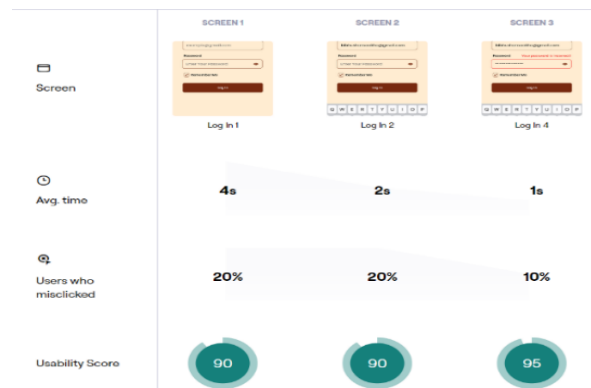 SCREEN 1 SCREEN 2 SCREEN 3
Password
Remember me
Log In
Password
Remember me
Log In
Q W E R T Y U I O P
Password
Remember me
Log In
Q W E R T Y U I O P
Screen
Log In 1 Log In 2 Log In 4
Avg. time 4s 2s 1s
Users who
misclicked
20% 20% 10%
Usability Score 90 90 95